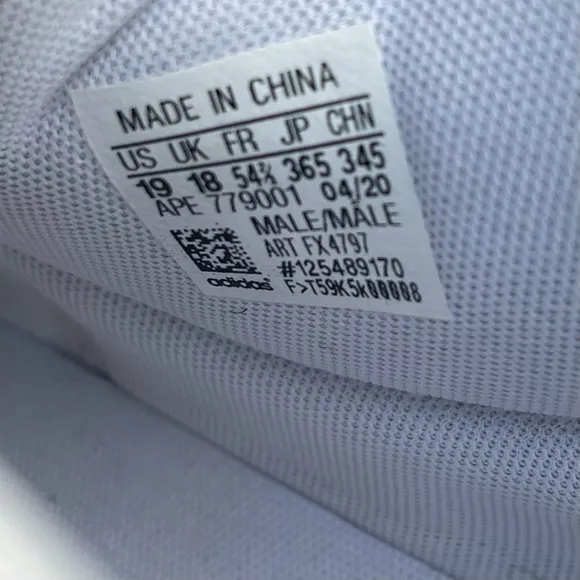 MADE IN CHINA
US UK FR JP CHN
19 18 54⅔ 365 345
APE 779001 04/20
MALE/MÂLE
ART FX4797
#125489170
adidas F>T59K5k00008